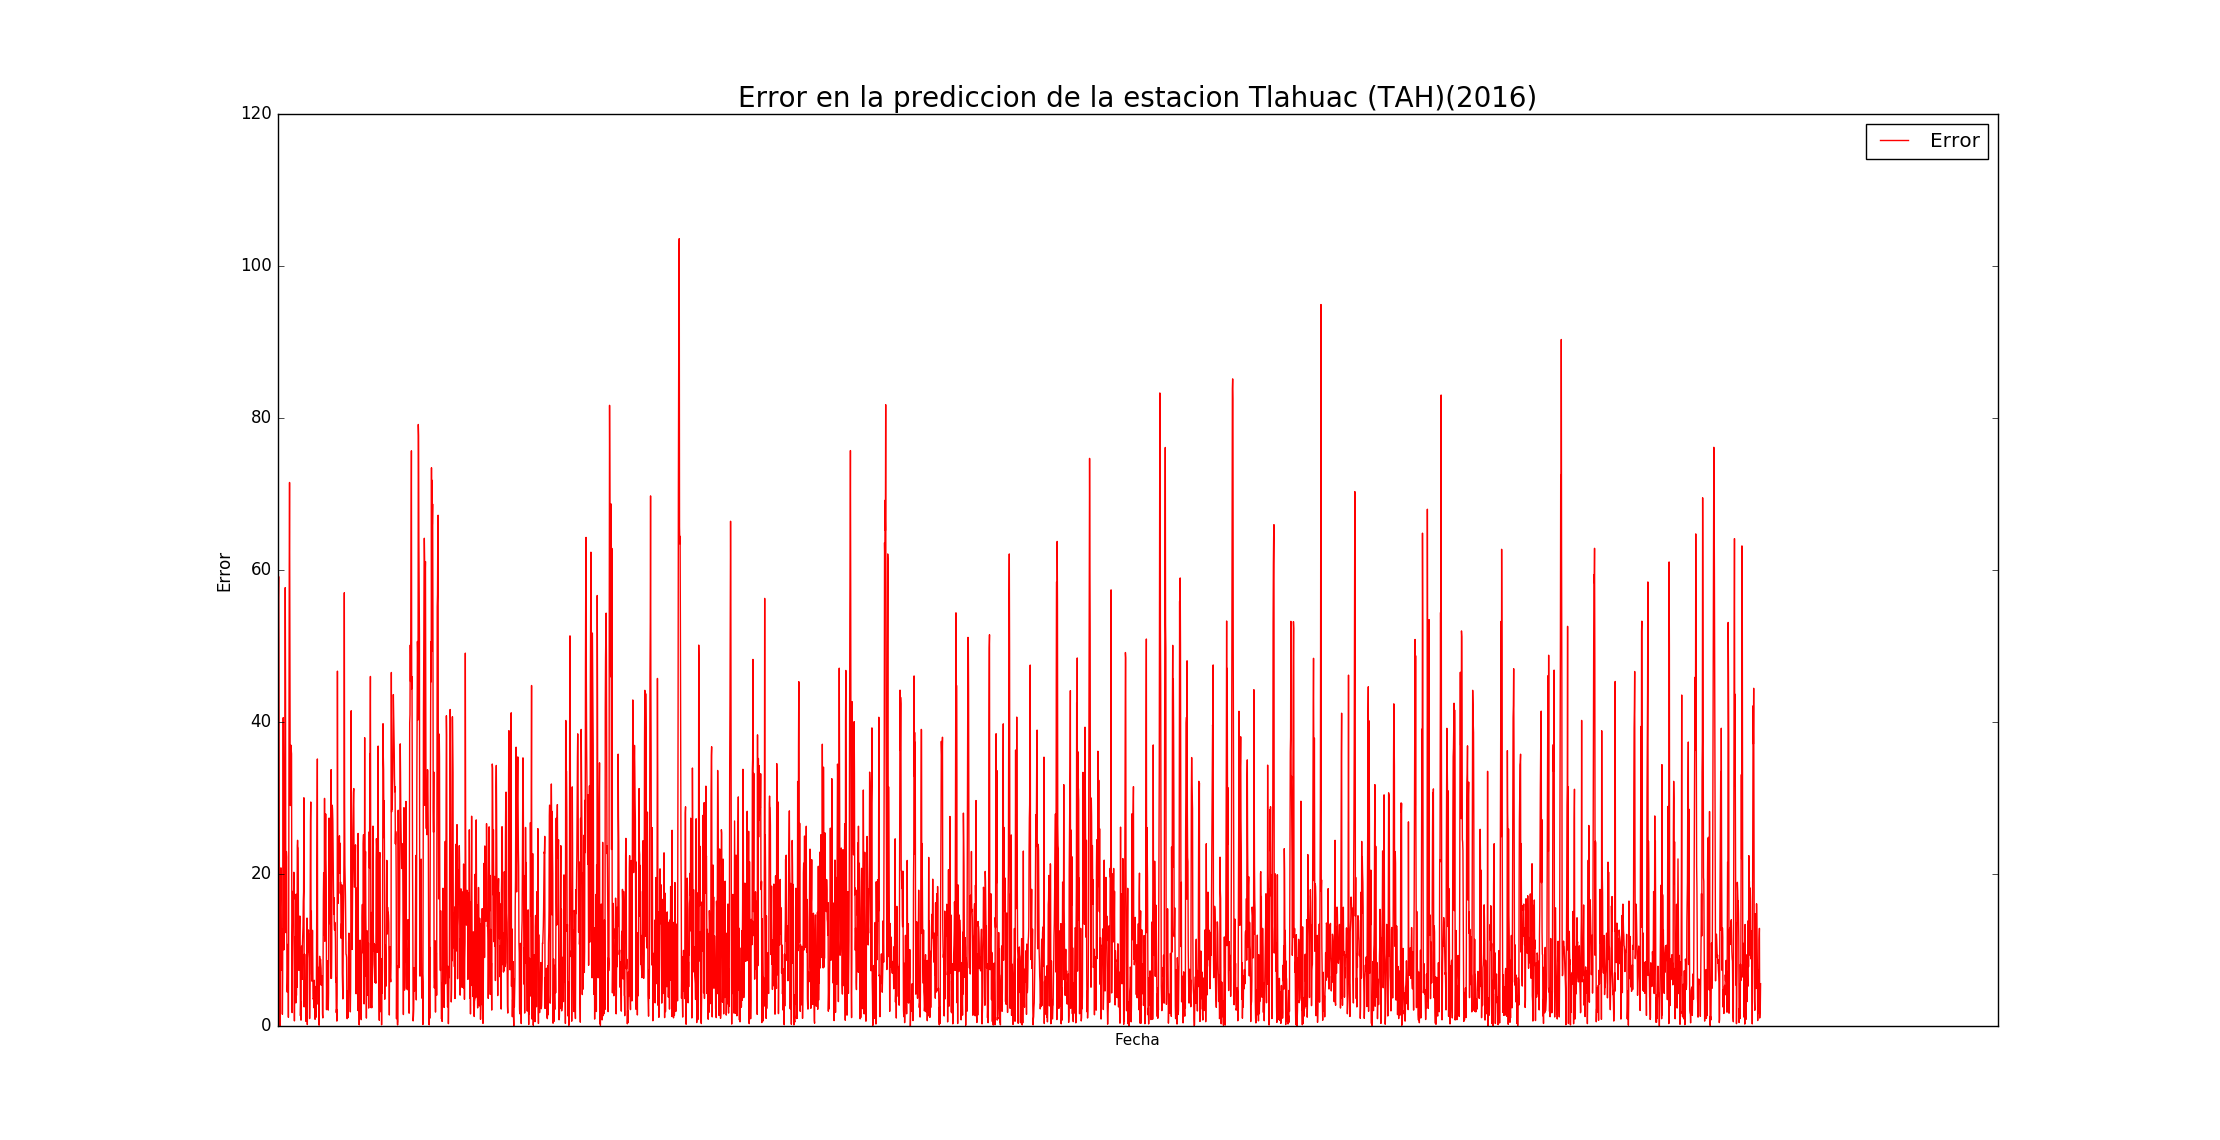 Error en la prediccion de la estacion Tlahuac (TAH)(2016)
120
100
80
60
40
20
0
Error
Error
Fecha